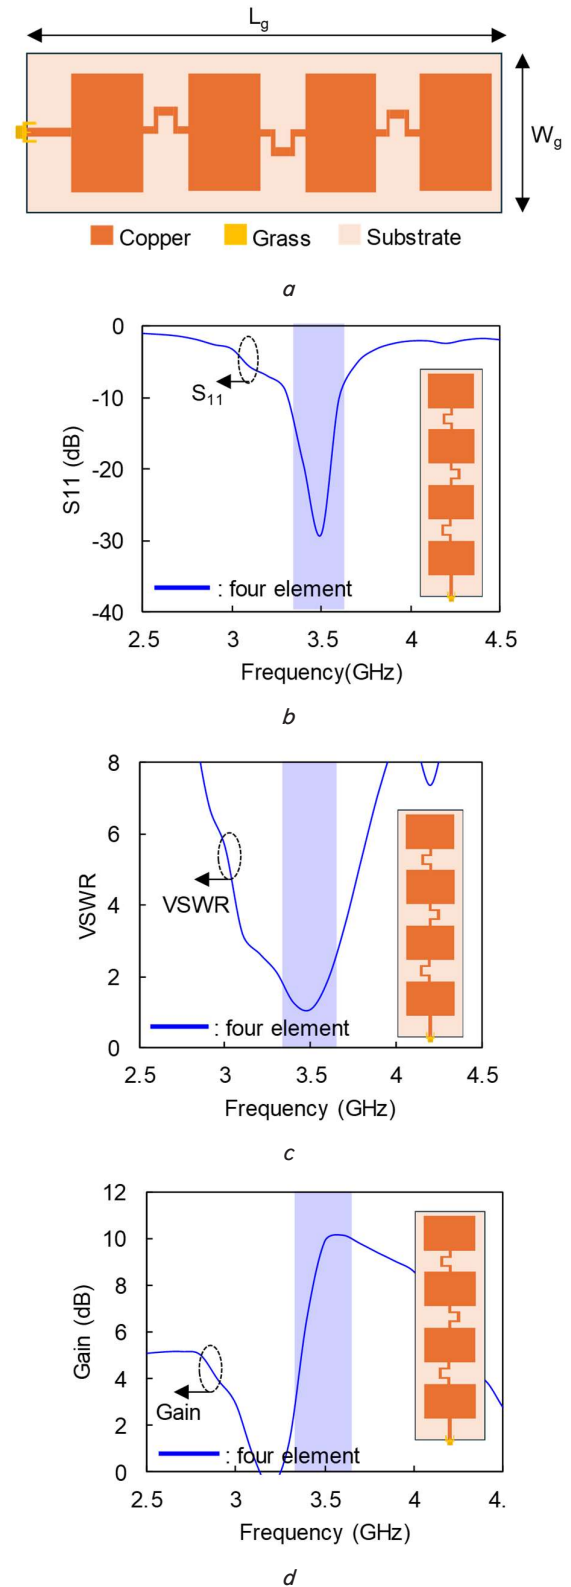 L_g
W_g
Copper Grass Substrate
a
0
-10
-20
-30
-40
S11 (dB)
S_11
: four element
2.5 3 3.5 4 4.5
Frequency(GHz)
b
8
6
4
2
0
VSWR
VSWR
: four element
2.5 3 3.5 4 4.5
Frequency (GHz)
c
12
10
8
6
4
2
0
Gain (dB)
Gain
: four element
2.5 3 3.5 4 4.
Frequency (GHz)
d